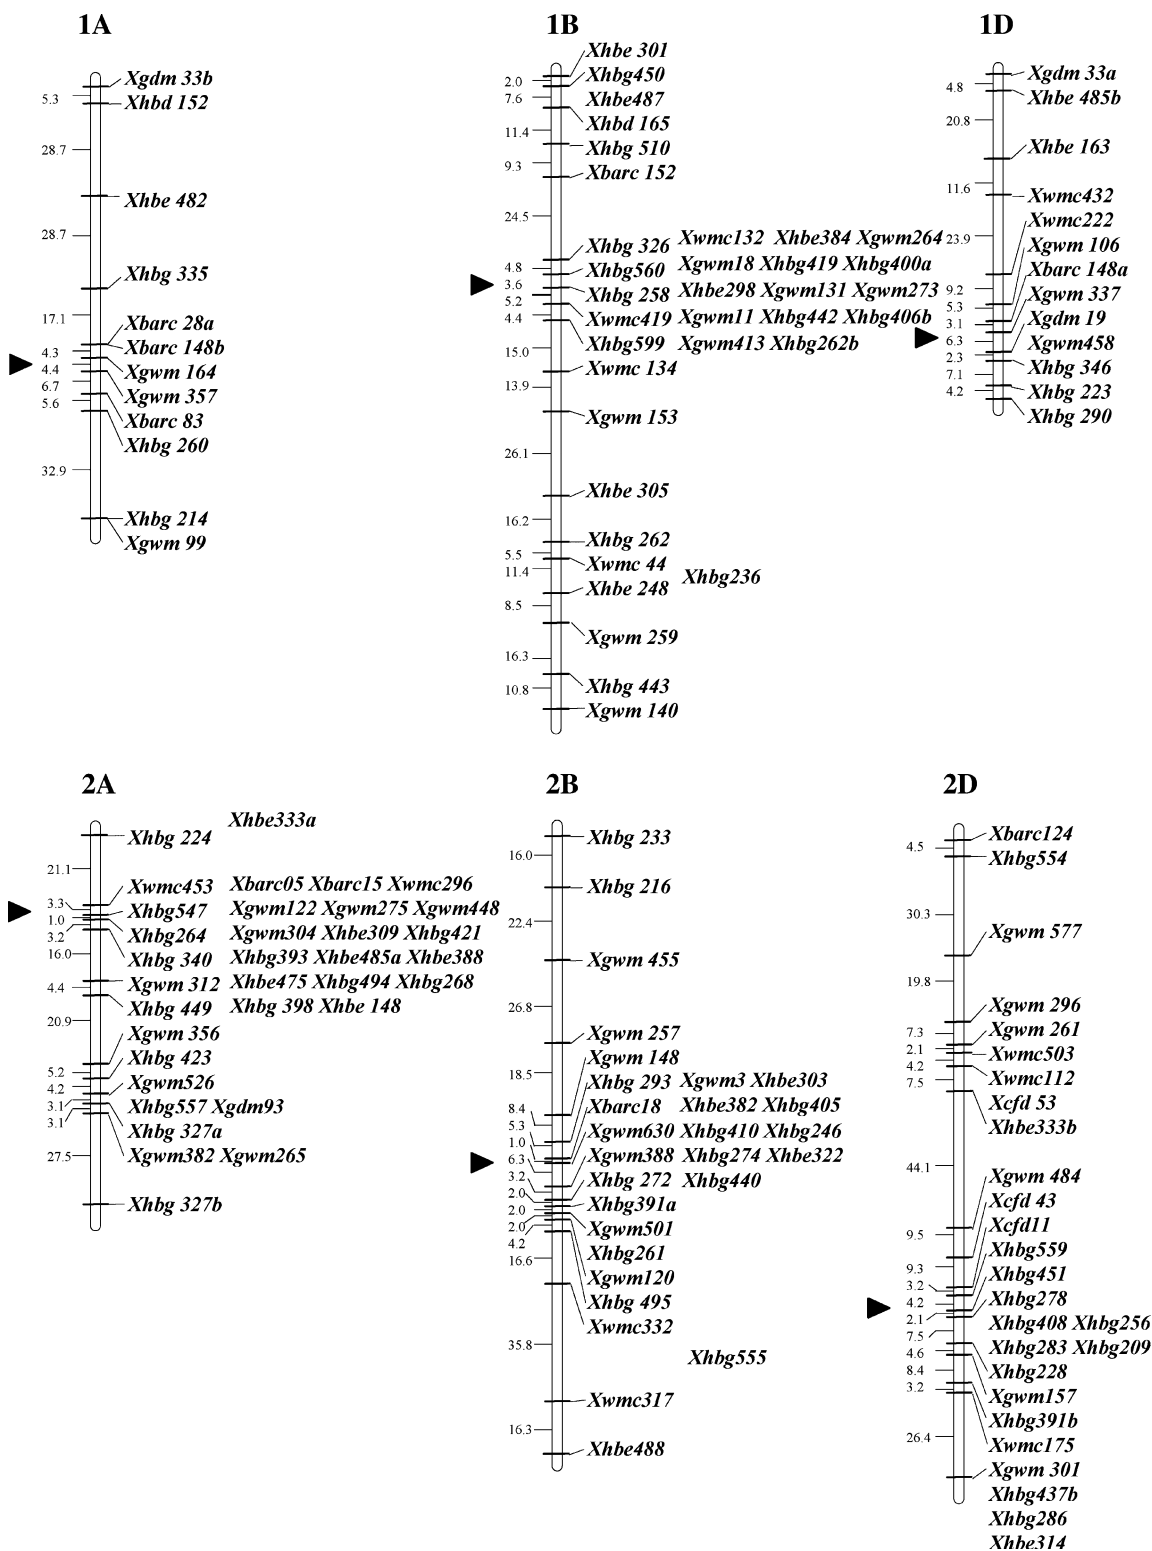 1A
5.3
28.7
28.7
17.1
4.3
4.4
6.7
5.6
32.9
Xgdm 33b
Xhbd 152
Xhbe 482
Xhbg 335
Xbarc 28a
Xbarc 148b
Xgwm 164
Xgwm 357
Xbarc 83
Xhbg 260
Xhbg 214
Xgwm 99
1B
2.0
7.6
11.4
9.3
24.5
4.8
3.6
5.2
4.4
15.0
13.9
26.1
16.2
5.5
11.4
8.5
16.3
10.8
Xhbe 301
Xhbg450
Xhbe487
Xhbd 165
Xhbg 510
Xbarc 152
Xhbg 326 Xwmc132 Xhbe384 Xgwm264
Xhbg560 Xgwm18 Xhbg419 Xhbg400a
Xhbg 258 Xhbe298 Xgwm131 Xgwm273
Xwmc419 Xgwm11 Xhbg442 Xhbg406b
Xhbg599 Xgwm413 Xhbg262b
Xwmc 134
Xgwm 153
Xhbe 305
Xhbg 262
Xwmc 44
Xhbg236
Xhbe 248
Xgwm 259
Xhbg 443
Xgwm 140
1D
4.8
20.8
11.6
23.9
9.2
5.3
3.1
6.3
2.3
7.1
4.2
Xgdm 33a
Xhbe 485b
Xhbe 163
Xwmc432
Xwmc222
Xgwm 106
Xbarc 148a
Xgwm 337
Xgdm 19
Xgwm458
Xhbg 346
Xhbg 223
Xhbg 290
2A
21.1
3.3
1.0
3.2
16.0
4.4
20.9
5.2
4.2
3.1
3.1
27.5
Xhbe333a
Xhbg 224
Xwmc453 Xbarc05 Xbarc15 Xwmc296
Xhbg547 Xgwm122 Xgwm275 Xgwm448
Xhbg264 Xgwm304 Xhbe309 Xhbg421
Xhbg 340 Xhbg393 Xhbe485a Xhbe388
Xgwm 312 Xhbe475 Xhbg494 Xhbg268
Xhbg 449 Xhbg 398 Xhbe 148
Xgwm 356
Xhbg 423
Xgwm526
Xhbg557 Xgdm93
Xhbg 327a
Xgwm382 Xgwm265
Xhbg 327b
2B
16.0
22.4
26.8
18.5
8.4
5.3
1.0
6.3
3.2
2.0
2.0
2.0
4.2
16.6
35.8
16.3
Xhbg 233
Xhbg 216
Xgwm 455
Xgwm 257
Xgwm 148
Xhbg 293 Xgwm3 Xhbe303
Xbarc18 Xhbe382 Xhbg405
Xgwm630 Xhbg410 Xhbg246
Xgwm388 Xhbg274 Xhbe322
Xhbg 272 Xhbg440
Xhbg391a
Xgwm501
Xhbg261
Xgwm120
Xhbg 495
Xwmc332
Xhbg555
Xwmc317
Xhbe488
2D
4.5
30.3
19.8
7.3
2.1
4.2
7.5
44.1
9.5
9.3
3.2
4.2
2.1
7.5
4.6
8.4
3.2
26.4
Xbarc124
Xhbg554
Xgwm 577
Xgwm 296
Xgwm 261
Xwmc503
Xwmc112
Xcfd 53
Xhbe333b
Xgwm 484
Xcfd 43
Xcfd11
Xhbg559
Xhbg451
Xhbg278
Xhbg408 Xhbg256
Xhbg283 Xhbg209
Xhbg228
Xgwm157
Xhbg391b
Xwmc175
Xgwm 301
Xhbg437b
Xhbg286
Xhbe314